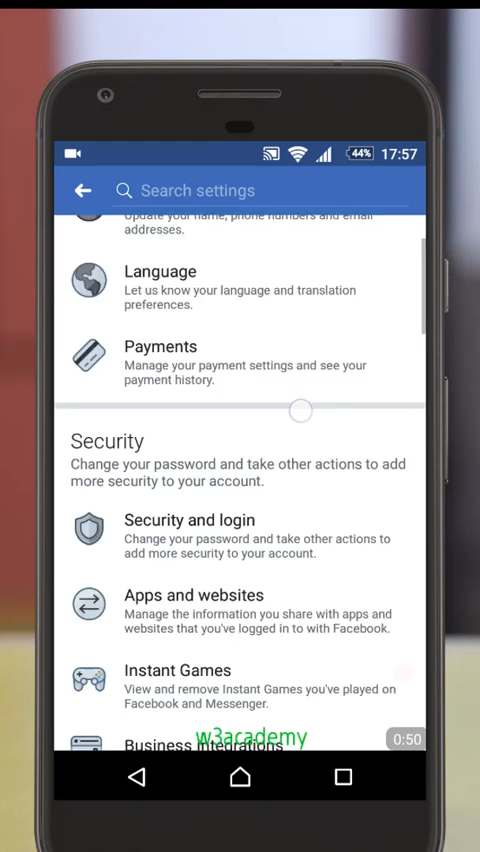 44% 17:57
Search settings
Update your name, phone numbers and email
addresses.
Language
Let us know your language and translation
preferences.
Payments
Manage your payment settings and see your
payment history.
Security
Change your password and take other actions to add
more security to your account.
Security and login
Change your password and take other actions to
add more security to your account.
Apps and websites
Manage the information you share with apps and
websites that you've logged in to with Facebook.
Instant Games
View and remove Instant Games you've played on
Facebook and Messenger.
Business Integrations
w3academy
0:50